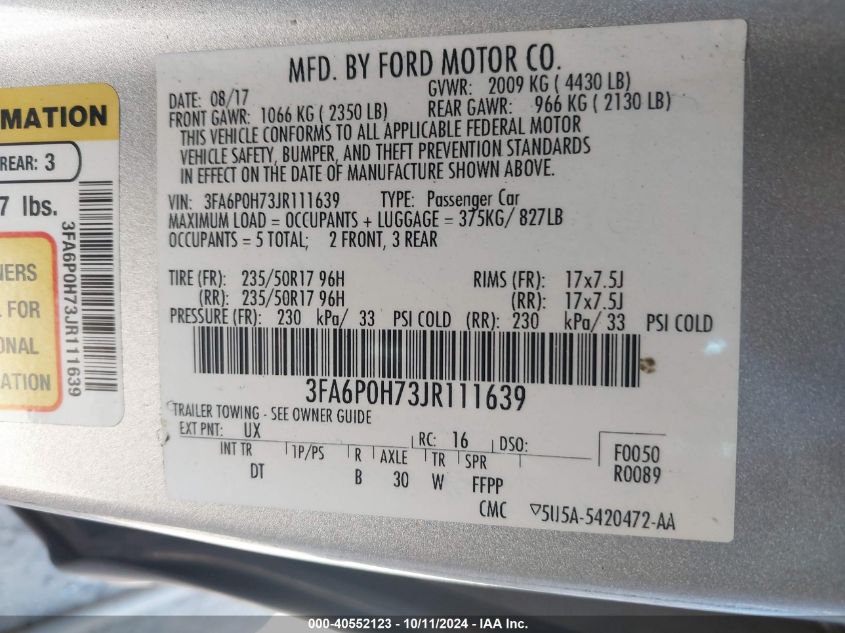 MFD. BY FORD MOTOR CO.
DATE: 08/17 GVWR: 2009 KG ( 4430 LB)
FRONT GAWR: 1066 KG ( 2350 LB) REAR GAWR: 966 KG ( 2130 LB)
THIS VEHICLE CONFORMS TO ALL APPLICABLE FEDERAL MOTOR
VEHICLE SAFETY, BUMPER, AND THEFT PREVENTION STANDARDS
IN EFFECT ON THE DATE OF MANUFACTURE SHOWN ABOVE.
VIN: 3FA6P0H73JR111639 TYPE: Passenger Car
MAXIMUM LOAD = OCCUPANTS + LUGGAGE = 375KG/ 827LB
OCCUPANTS = 5 TOTAL; 2 FRONT, 3 REAR
TIRE (FR): 235/50R17 96H RIMS (FR): 17x7.5J
(RR): 235/50R17 96H (RR): 17x7.5J
PRESSURE (FR): 230 kPa/ 33 PSI COLD (RR): 230 kPa/ 33 PSI COLD
3FA6P0H73JR111639
TRAILER TOWING - SEE OWNER GUIDE
EXT PNT: UX RC: 16 DSO:
INT TR TP/PS R AXLE TR SPR
DT B 30 W FFPP
F0050
R0089
CMC ▽5U5A-5420472-AA
MATION
REAR: 3
7 lbs.
NERS
FOR
ONAL
ATION
3FA6P0H73JR111639
000-40552123 - 10/11/2024 - IAA Inc.